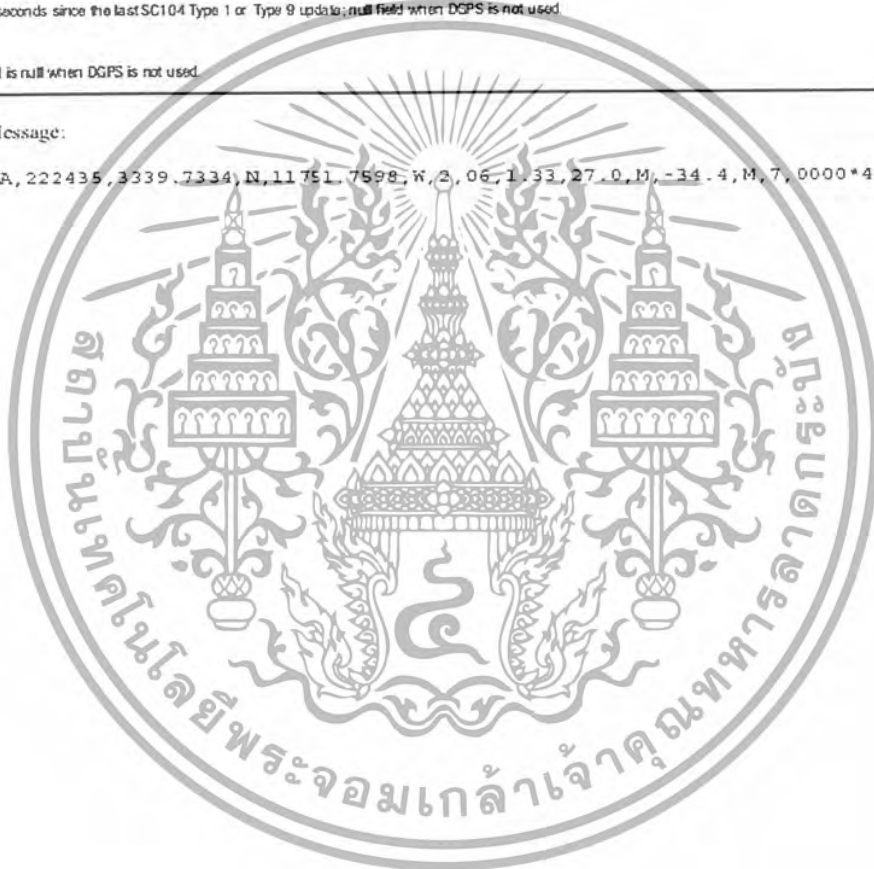 seconds since the last SC104 Type 1 or Type 9 update; null field when DGPS is not used.
is null when DGPS is not used.
essage:
A,222435,3339.7334,N,11751.7598,W,2,06,1.33,27.0,M,-34.4,M,7,0000*4
สถาบันเทคโนโลยีพระจอมเกล้าเจ้าคุณทหารลาดกระบัง